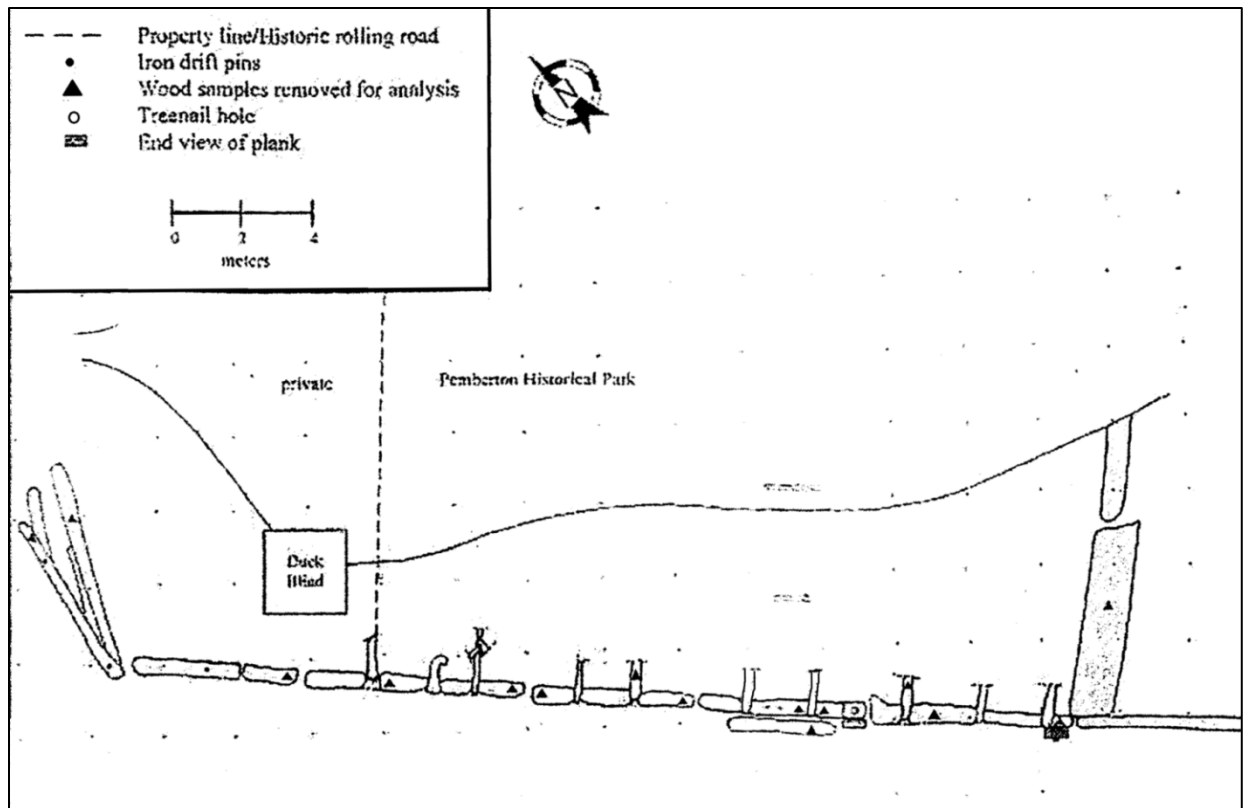 Property line/Historic rolling road
Iron drift pins
Wood samples removed for analysis
Treenail hole
End view of plank
0 2 4
meters
N
private
Pemberton Historical Park
Duck
Blind